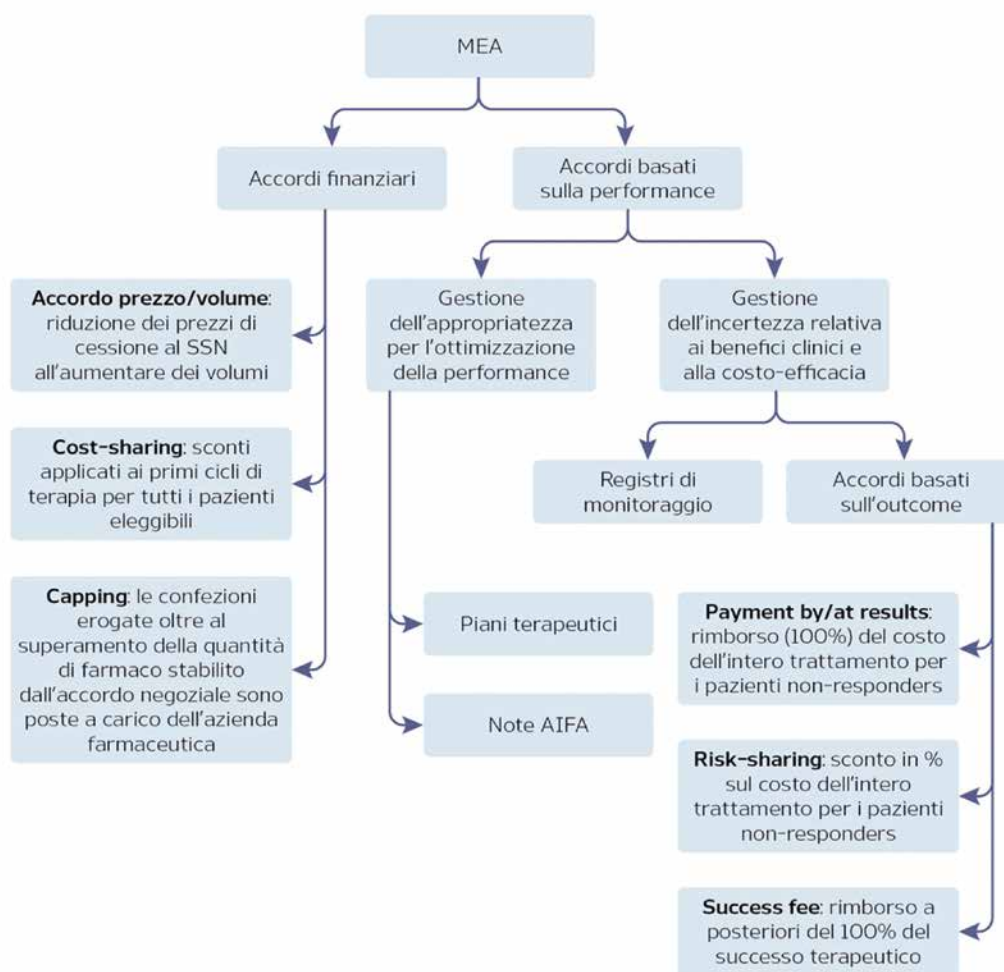 MEA
Accordi finanziari
Accordi basati
sulla performance
Accordo prezzo/volume:
riduzione dei prezzi di
cessione al SSN
all'aumentare dei volumi
Cost-sharing: sconti
applicati ai primi cicli di
terapia per tutti i pazienti
eleggibili
Capping: le confezioni
erogate oltre al
superamento della quantità
di farmaco stabilito
dall'accordo negoziale sono
poste a carico dell'azienda
farmaceutica
Gestione
dell'appropriatezza
per l'ottimizzazione
della performance
Gestione
dell'incertezza relativa
ai benefici clinici e
alla costo-efficacia
Registri di
monitoraggio
Accordi basati
sull'outcome
Piani terapeutici
Note AIFA
Payment by/at results:
rimborso (100%) del costo
dell'intero trattamento per
i pazienti non-responders
Risk-sharing: sconto in %
sul costo dell'intero
trattamento per i pazienti
non-responders
Success fee: rimborso a
posteriori del 100% del
successo terapeutico